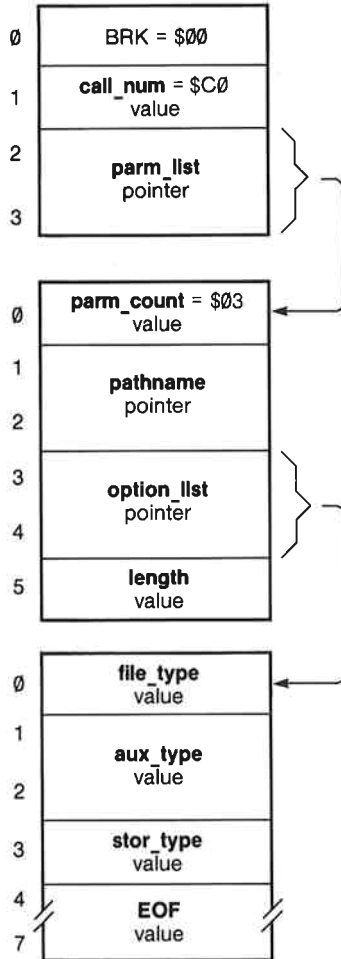 Ø
BRK = $ØØ
1
call_num = $CØ
value
2
parm_list
pointer
3
Ø
parm_count = $Ø3
value
1
pathname
pointer
2
3
option_list
pointer
4
5
length
value
Ø
file_type
value
1
aux_type
value
2
3
stor_type
value
4
EOF
value
7